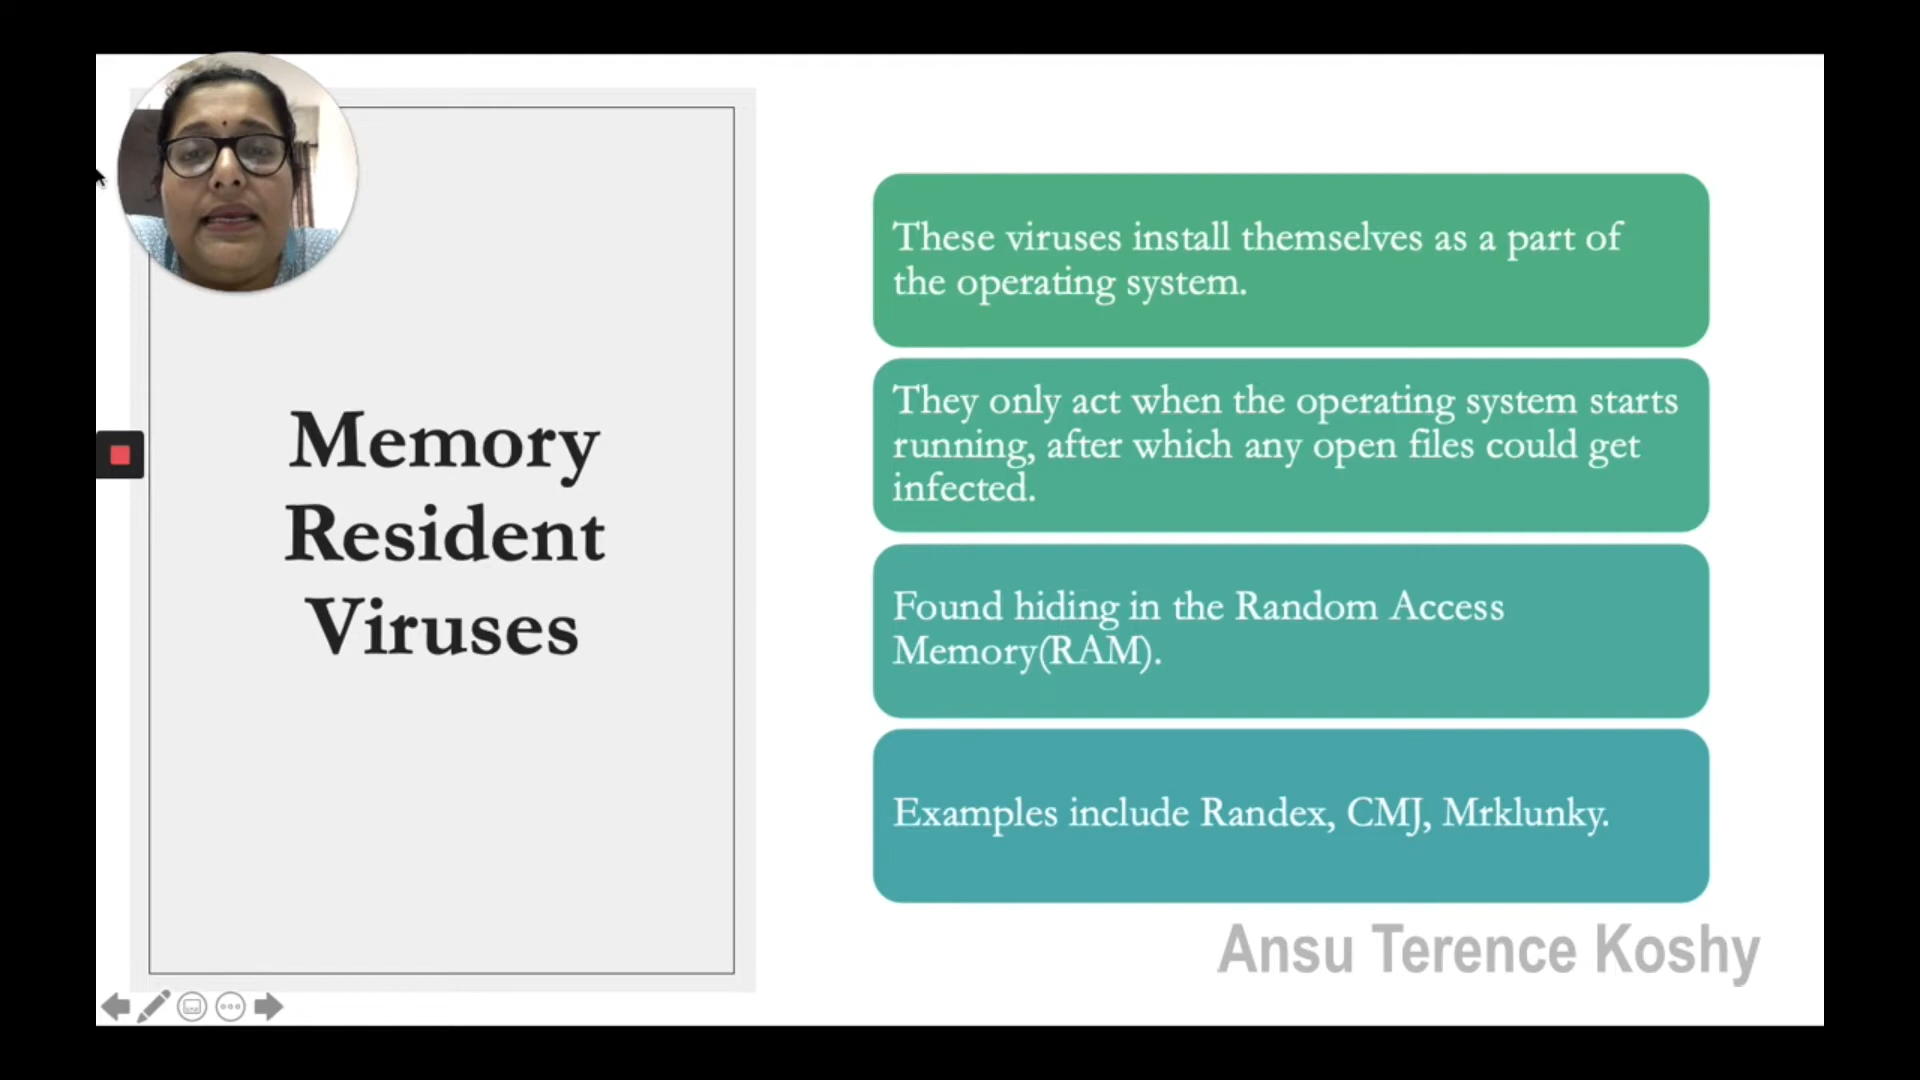 Memory
Resident
Viruses
These viruses install themselves as a part of
the operating system.
They only act when the operating system starts
running, after which any open files could get
infected.
Found hiding in the Random Access
Memory(RAM).
Examples include Randex, CMJ, Mrklunky.
Ansu Terence Koshy